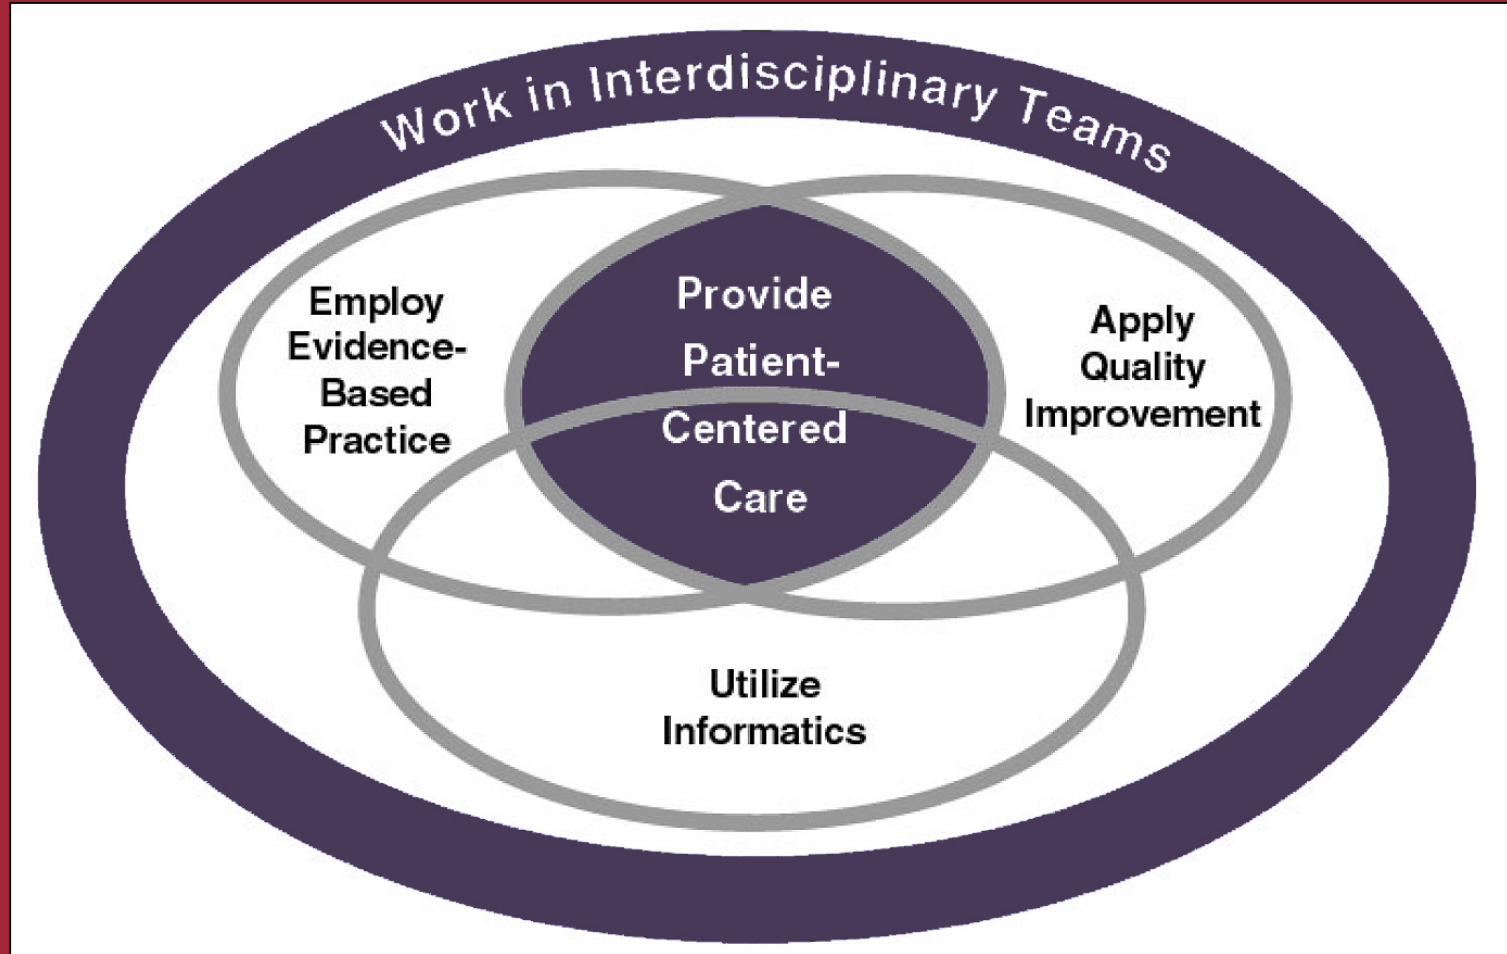 Work in Interdisciplinary Teams
Employ
Evidence-
Based
Practice
Provide
Patient-
Centered
Care
Apply
Quality
Improvement
Utilize
Informatics